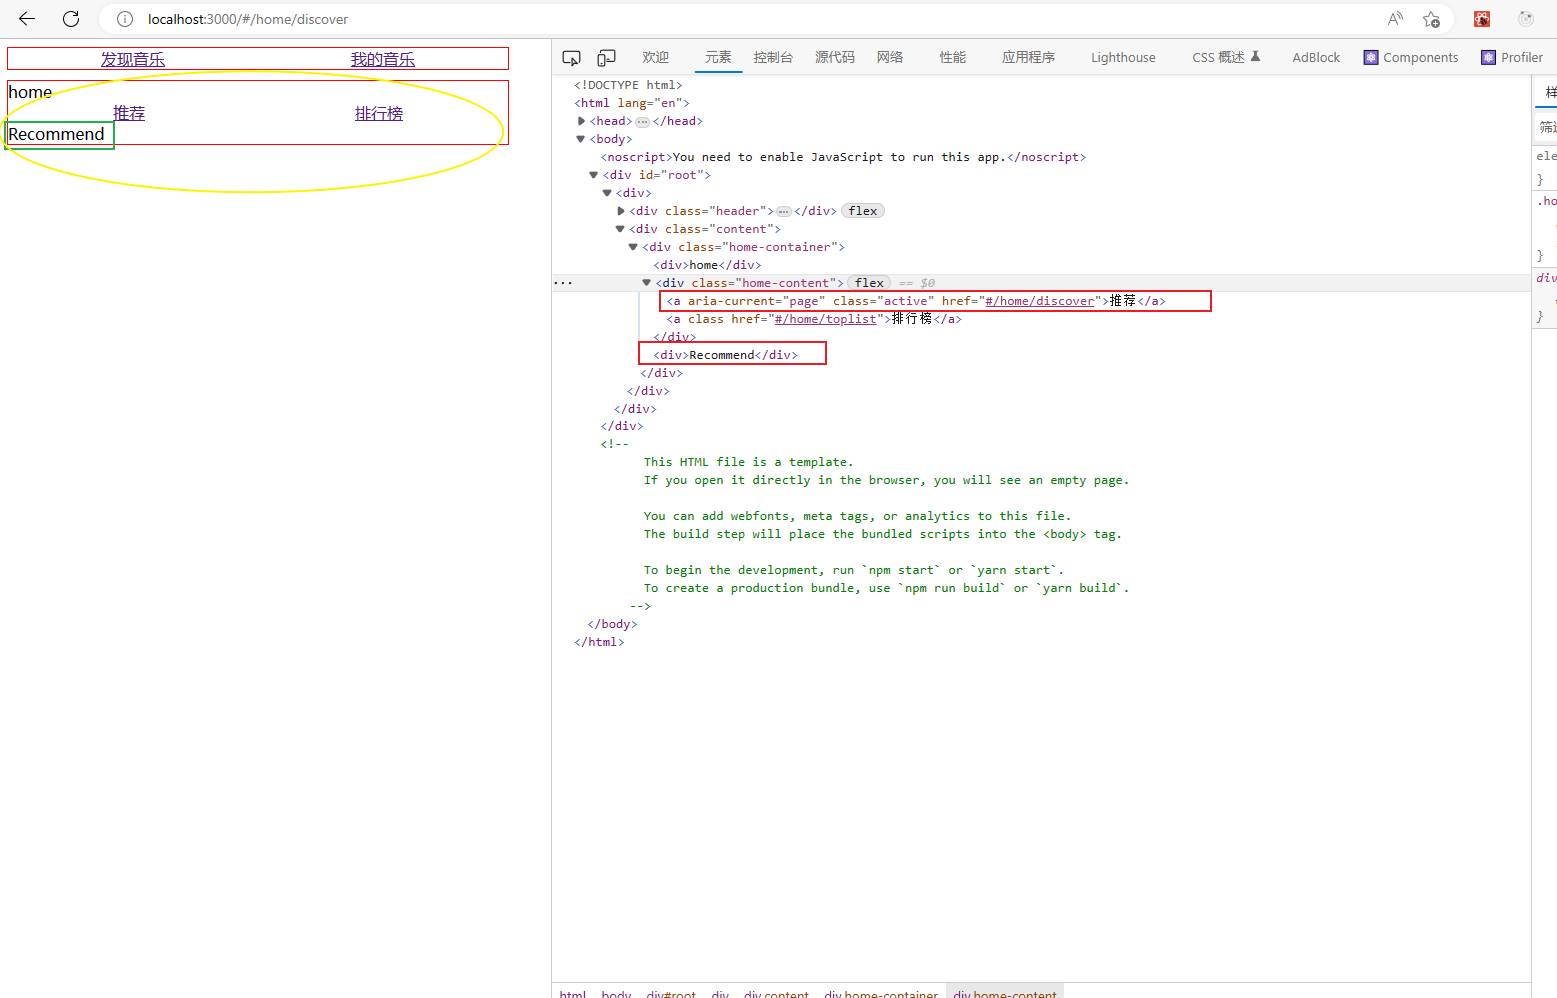 localhost:3000/#/home/discover
发现音乐 我的音乐
home
推荐 排行榜
Recommend
欢迎 元素 控制台 源代码 网络 性能 应用程序 Lighthouse CSS 概述 AdBlock Components Profiler
<!DOCTYPE html>
<html lang="en">
<head>…</head>
<body>
<noscript>You need to enable JavaScript to run this app.</noscript>
<div id="root">
<div>
<div class="header">…</div> flex
<div class="content">
<div class="home-container">
<div>home</div>
… <div class="home-content"> flex == $0
<a aria-current="page" class="active" href="#/home/discover">推荐</a>
<a class href="#/home/toplist">排行榜</a>
</div>
<div>Recommend</div>
</div>
</div>
</div>
</div>
<!--
This HTML file is a template.
If you open it directly in the browser, you will see an empty page.
You can add webfonts, meta tags, or analytics to this file.
The build step will place the bundled scripts into the <body> tag.
To begin the development, run `npm start` or `yarn start`.
To create a production bundle, use `npm run build` or `yarn build`.
-->
</body>
</html>
html body div#root div div.content div.home-container div.home-content
样
ele
}
.ho
}
div
}